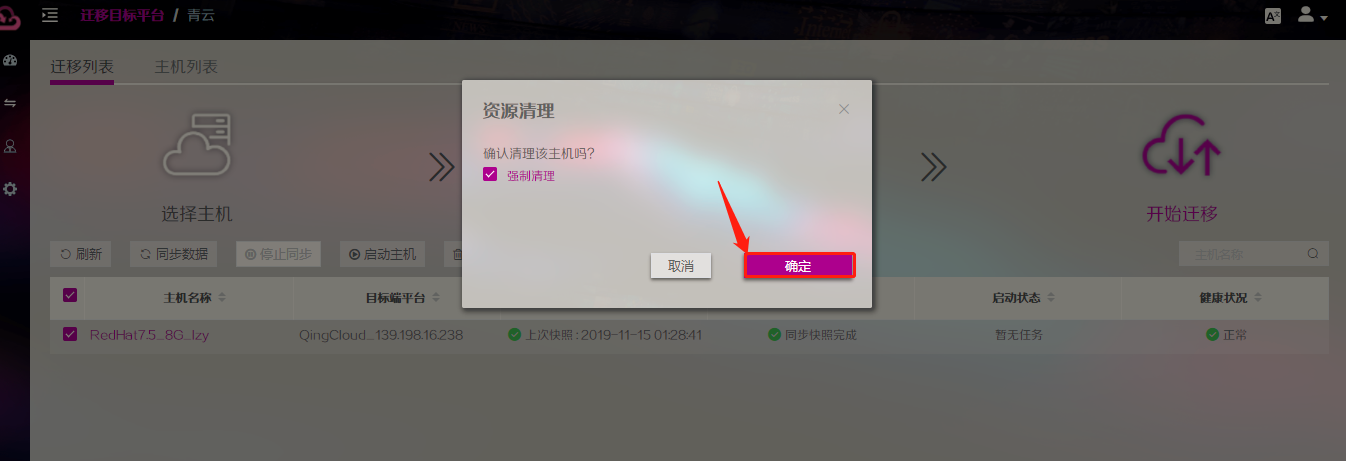 迁移目标平台 / 青云
迁移列表 主机列表
资源清理
确认清理该主机吗?
强制清理
取消 确定
选择主机 开始迁移
刷新 同步数据 停止同步 启动主机 主机名称
主机名称 目标端平台 启动状态 健康状况
RedHat7.5_8G_lzy QingCloud_139.198.16.238 上次快照 : 2019-11-15 01:28:41 同步快照完成 暂无任务 正常